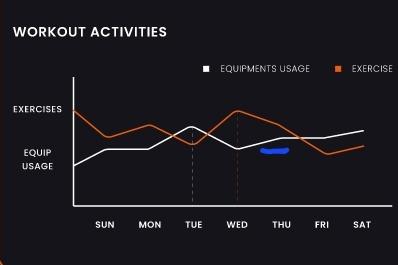 WORKOUT ACTIVITIES
EQUIPMENTS USAGE EXERCISE
EXERCISES
EQUIP
USAGE
SUN MON TUE WED THU FRI SAT